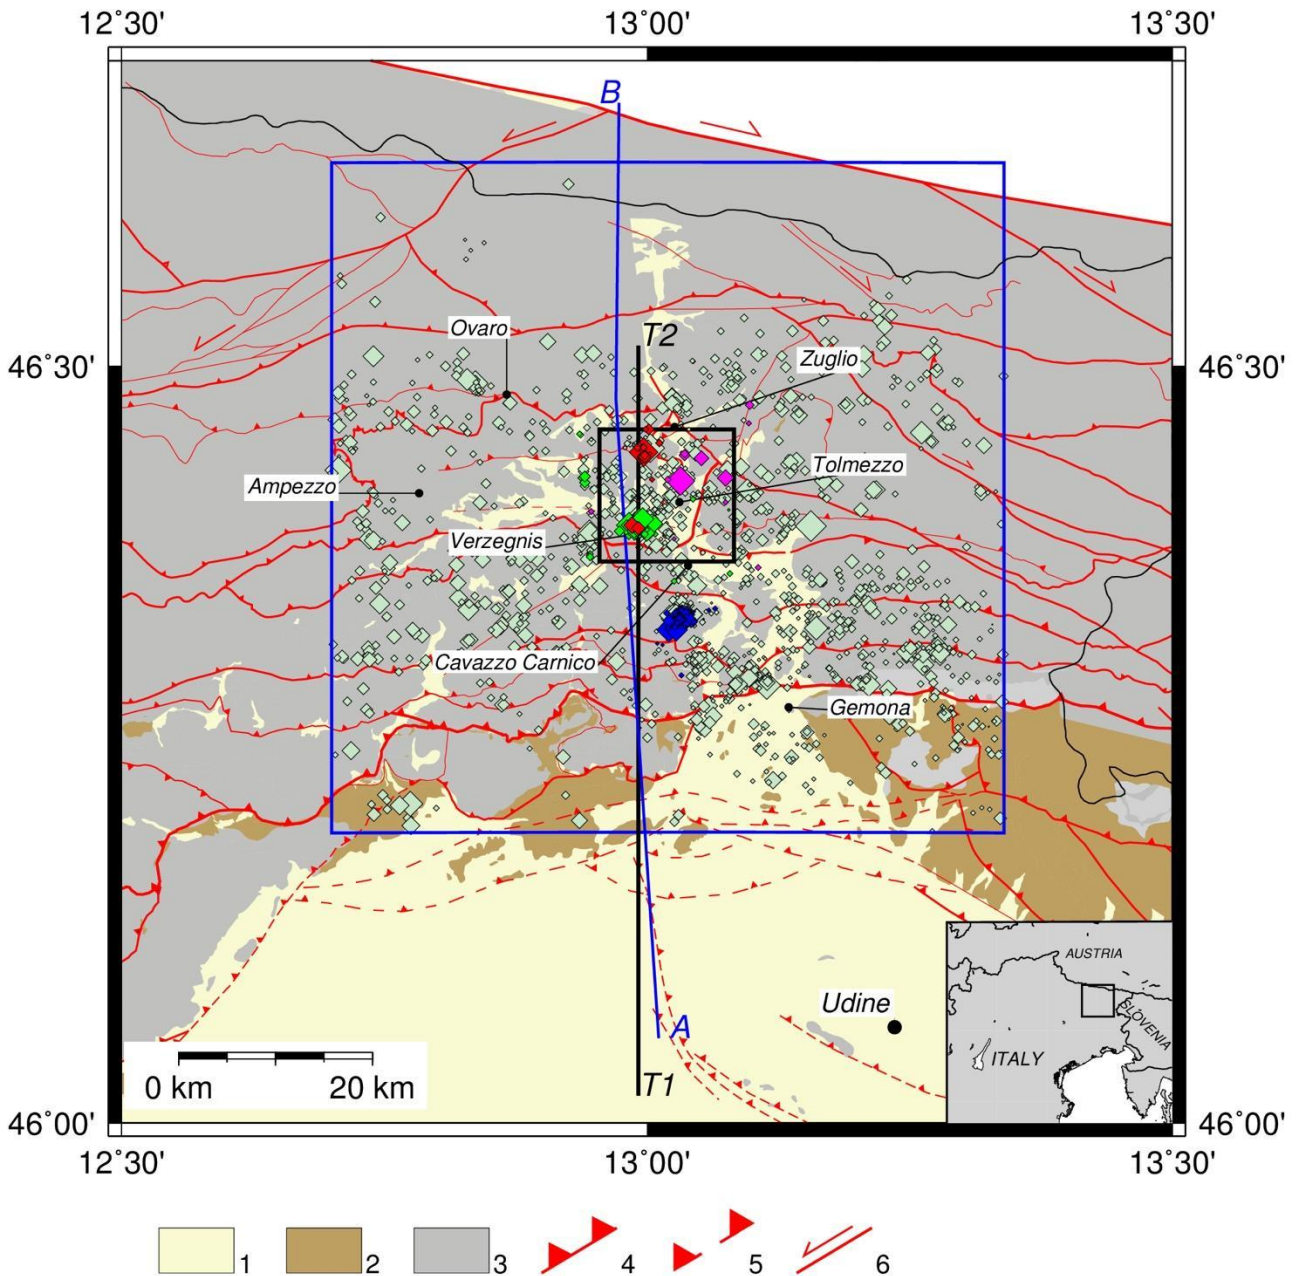 12˚30' 13˚00' 13˚30'
B
T2
Ovaro
Zuglio
46˚30' 46˚30'
Tolmezzo
Ampezzo
Verzegnis
Cavazzo Carnico
Gemona
AUSTRIA
SLOVENIA
ITALY
Udine
A
T1
0 km 20 km
46˚00' 46˚00'
12˚30' 13˚00' 13˚30'
1 2 3 4 5 6